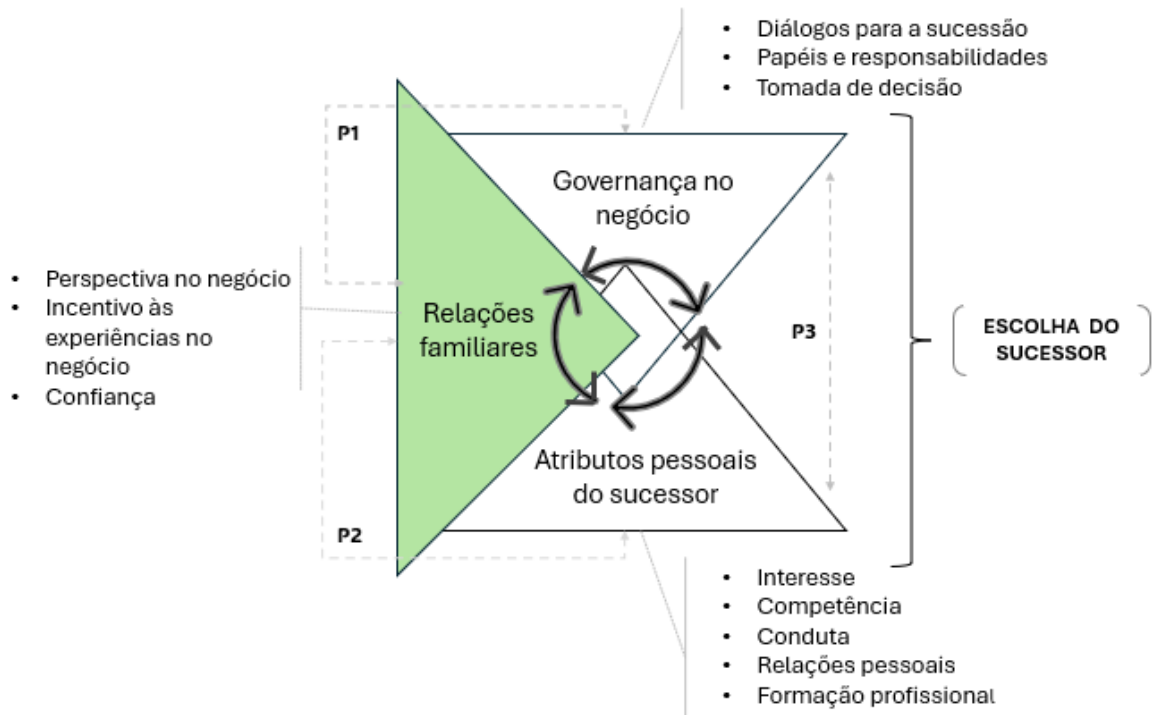 • Diálogos para a sucessão
• Papéis e responsabilidades
• Tomada de decisão
P1
Governança no
negócio
• Perspectiva no negócio
• Incentivo às
experiências no
negócio
• Confiança
Relações
familiares
P3
ESCOLHA DO
SUCESSOR
Atributos pessoais
do sucessor
P2
• Interesse
• Competência
• Conduta
• Relações pessoais
• Formação profissional